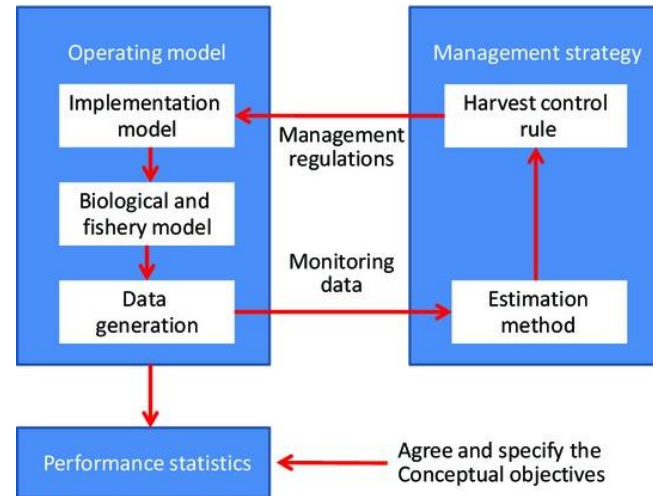 Operating model
Implementation
model
Biological and
fishery model
Data
generation
Management
regulations
Monitoring
data
Management strategy
Harvest control
rule
Estimation
method
Performance statistics
Agree and specify the
Conceptual objectives